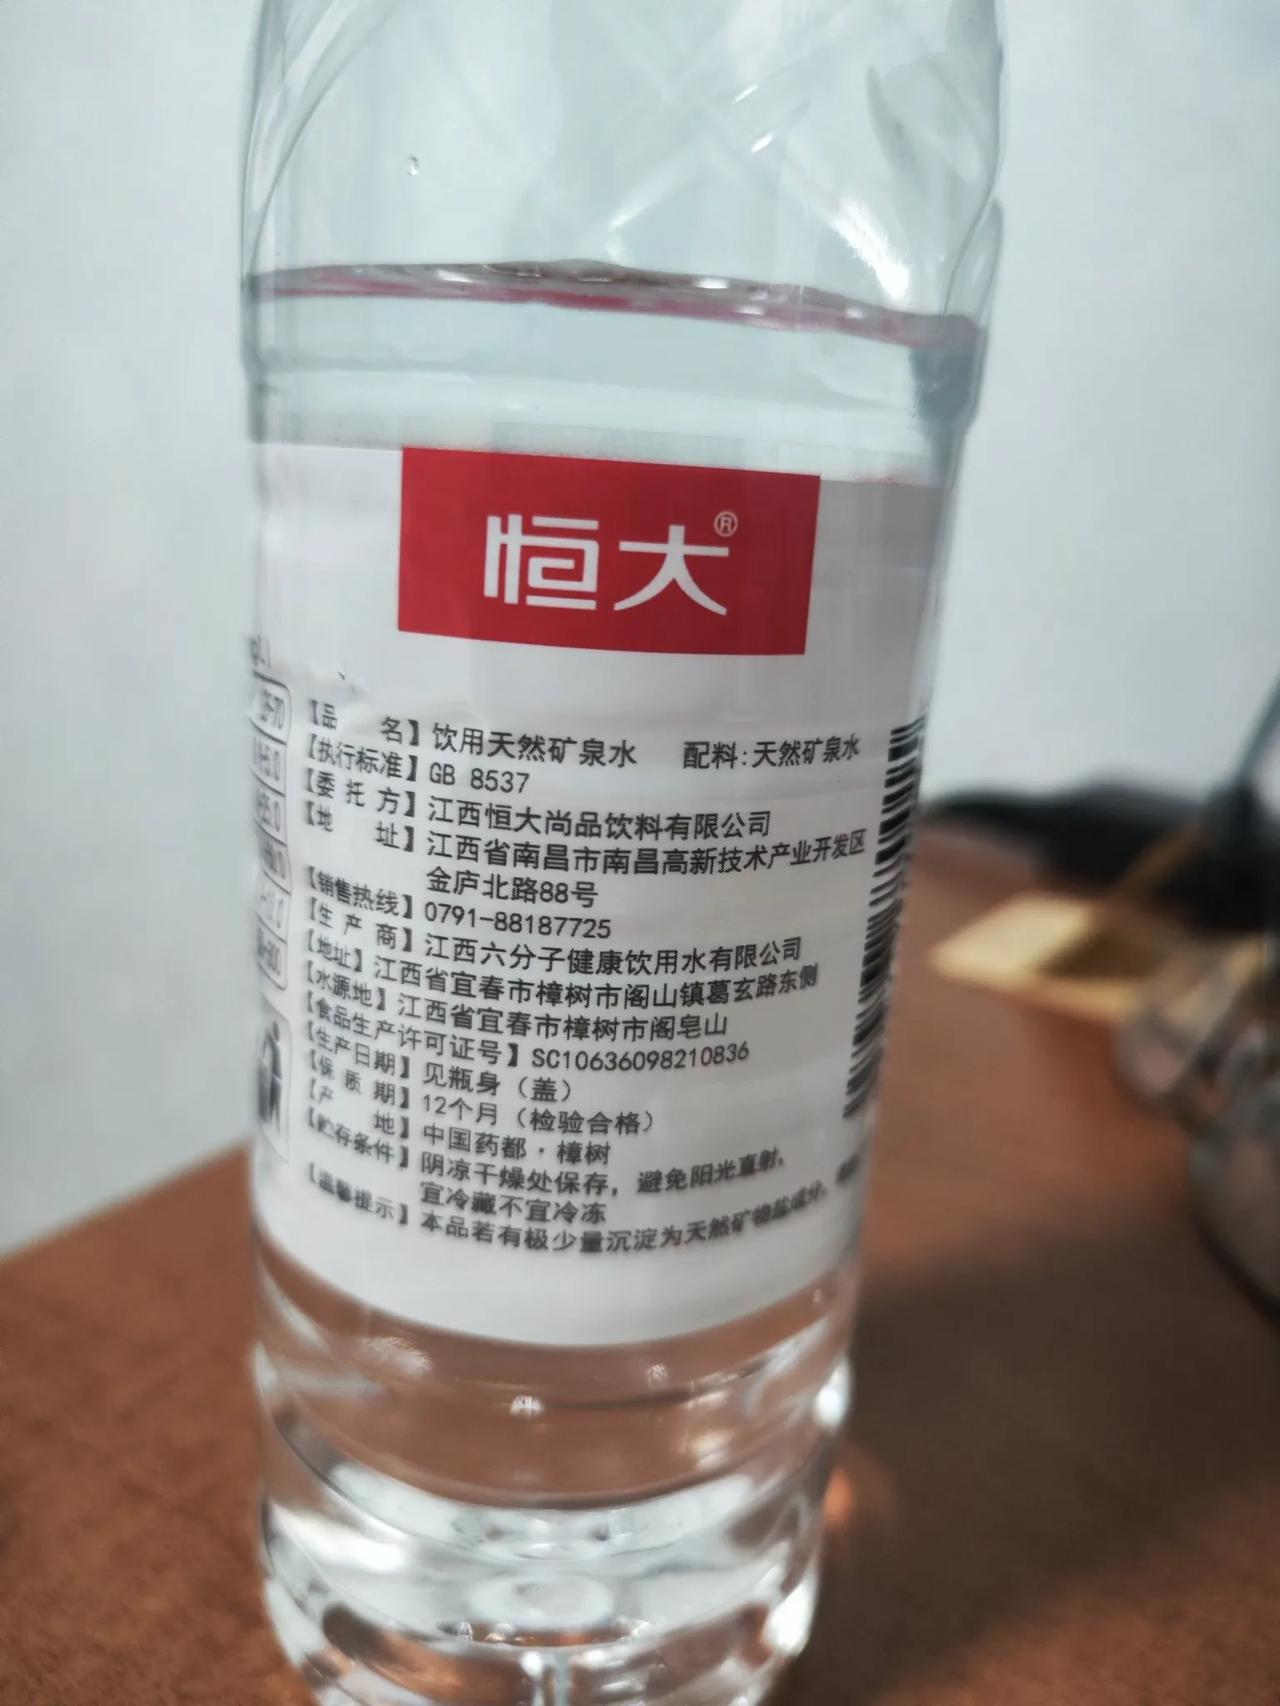 恒大®
【品 名】饮用天然矿泉水 配料:天然矿泉水
【执行标准】GB 8537
【委 托 方】江西恒大尚品饮料有限公司
【地 址】江西省南昌市南昌高新技术产业开发区
金庐北路88号
【销售热线】0791-88187725
【生 产 商】江西六分子健康饮用水有限公司
【地址】江西省宜春市樟树市阁山镇葛玄路东侧
【水源地】江西省宜春市樟树市阁皂山
【食品生产许可证号】SC10636098210836
【生产日期】见瓶身（盖）
【保 质 期】12个月（检验合格）
【产 地】中国药都·樟树
【贮存条件】阴凉干燥处保存，避免阳光直射，
宜冷藏不宜冷冻
【温馨提示】本品若有极少量沉淀为天然矿物盐成分，